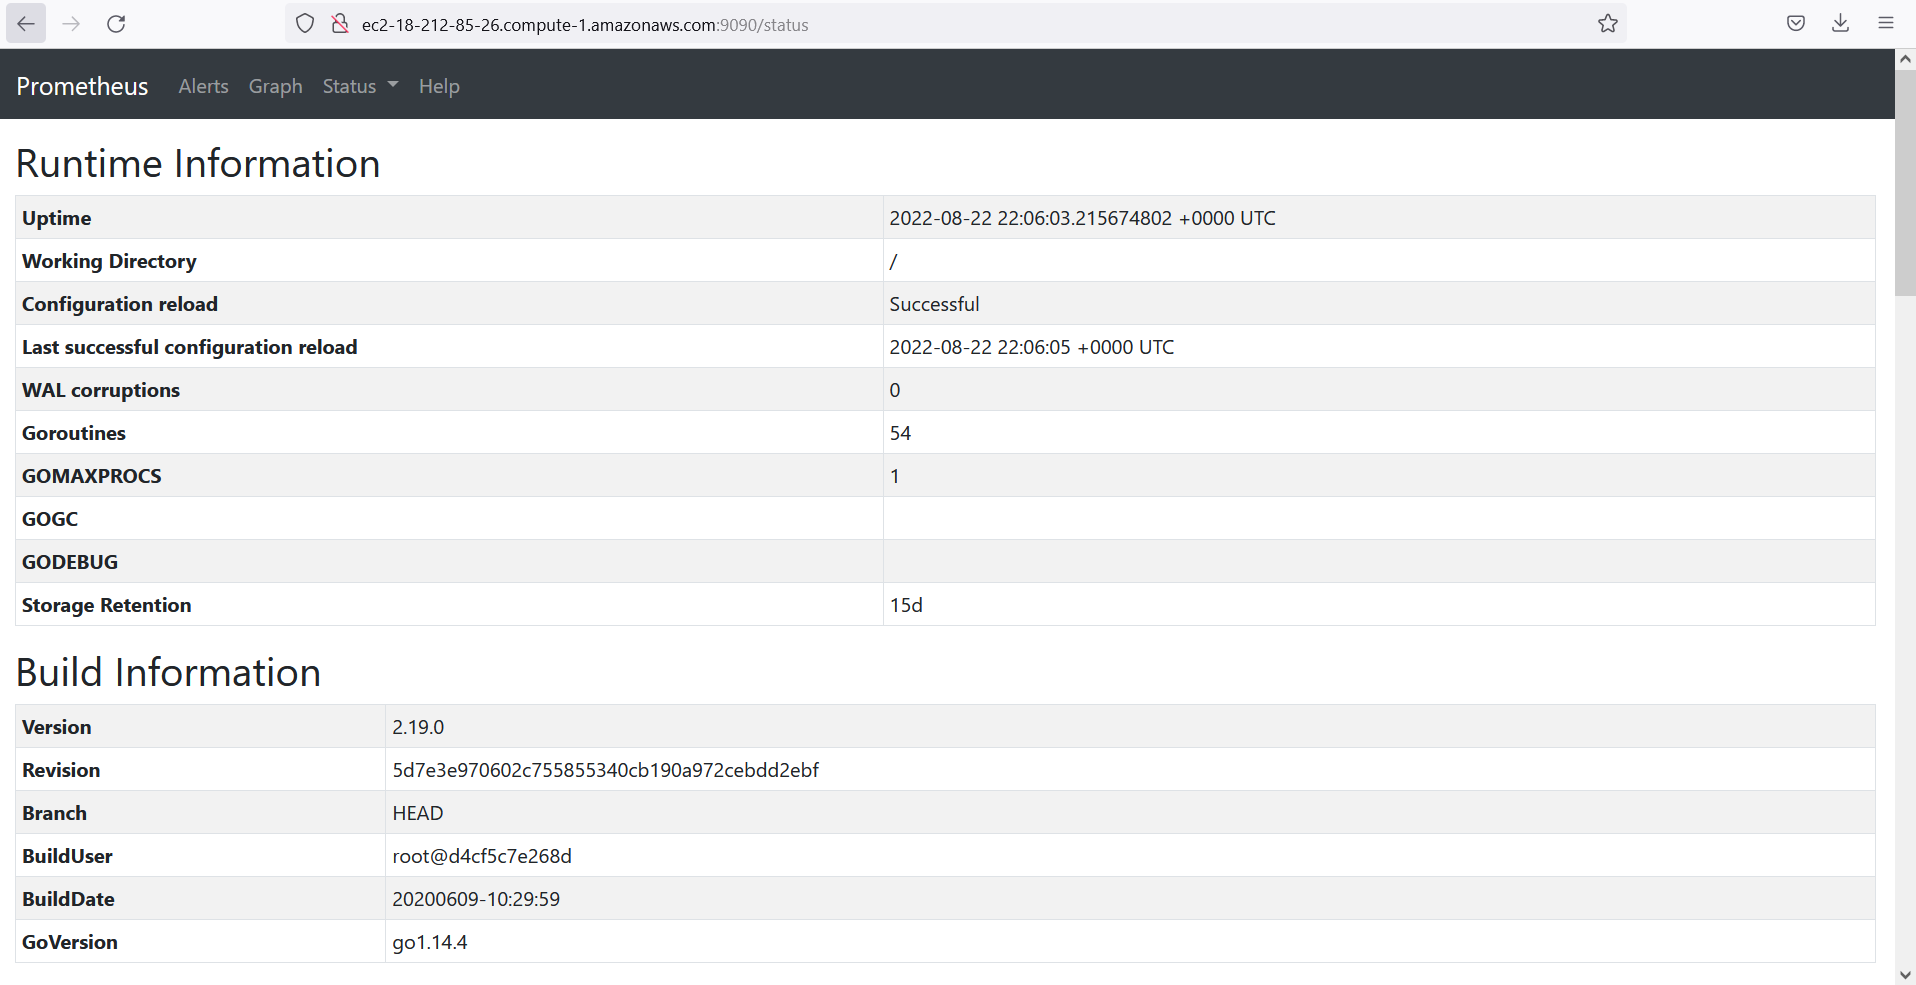 ec2-18-212-85-26.compute-1.amazonaws.com:9090/status
Prometheus Alerts Graph Status Help
Runtime Information
Uptime 2022-08-22 22:06:03.215674802 +0000 UTC
Working Directory /
Configuration reload Successful
Last successful configuration reload 2022-08-22 22:06:05 +0000 UTC
WAL corruptions 0
Goroutines 54
GOMAXPROCS 1
GOGC
GODEBUG
Storage Retention 15d
Build Information
Version 2.19.0
Revision 5d7e3e970602c755855340cb190a972cebdd2ebf
Branch HEAD
BuildUser root@d4cf5c7e268d
BuildDate 20200609-10:29:59
GoVersion go1.14.4